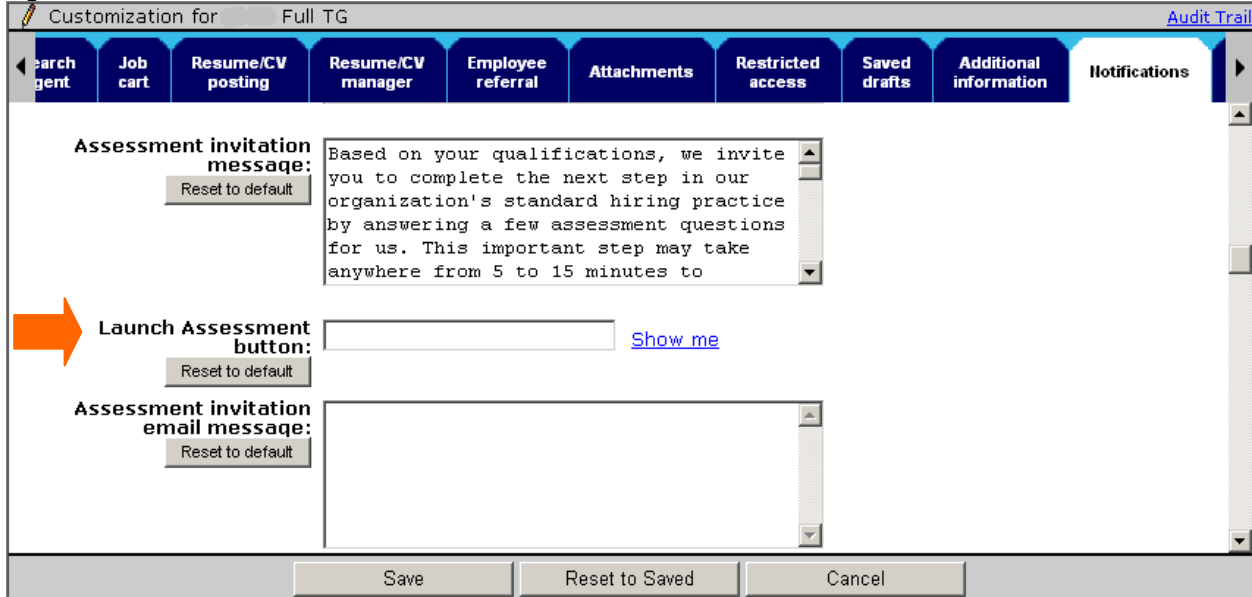 Customization for Full TG
Audit Trail
earch gent
Job cart
Resume/CV posting
Resume/CV manager
Employee referral
Attachments
Restricted access
Saved drafts
Additional information
Notifications
Assessment invitation message:
Reset to default
Based on your qualifications, we invite
you to complete the next step in our
organization's standard hiring practice
by answering a few assessment questions
for us. This important step may take
anywhere from 5 to 15 minutes to
Launch Assessment button:
Show me
Reset to default
Assessment invitation email message:
Reset to default
Save
Reset to Saved
Cancel